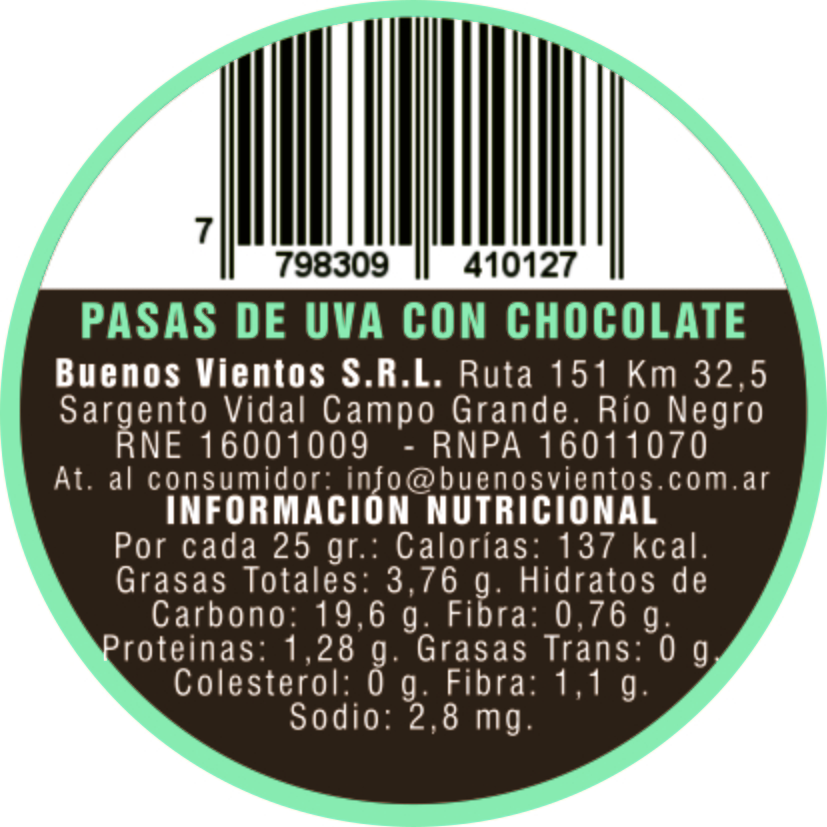 7 798309 410127
PASAS DE UVA CON CHOCOLATE
Buenos Vientos S.R.L. Ruta 151 Km 32,5
Sargento Vidal Campo Grande. Río Negro
RNE 16001009 - RNPA 16011070
At. al consumidor: info@buenosvientos.com.ar
INFORMACIÓN NUTRICIONAL
Por cada 25 gr.: Calorías: 137 kcal.
Grasas Totales: 3,76 g. Hidratos de
Carbono: 19,6 g. Fibra: 0,76 g.
Proteinas: 1,28 g. Grasas Trans: 0 g.
Colesterol: 0 g. Fibra: 1,1 g.
Sodio: 2,8 mg.